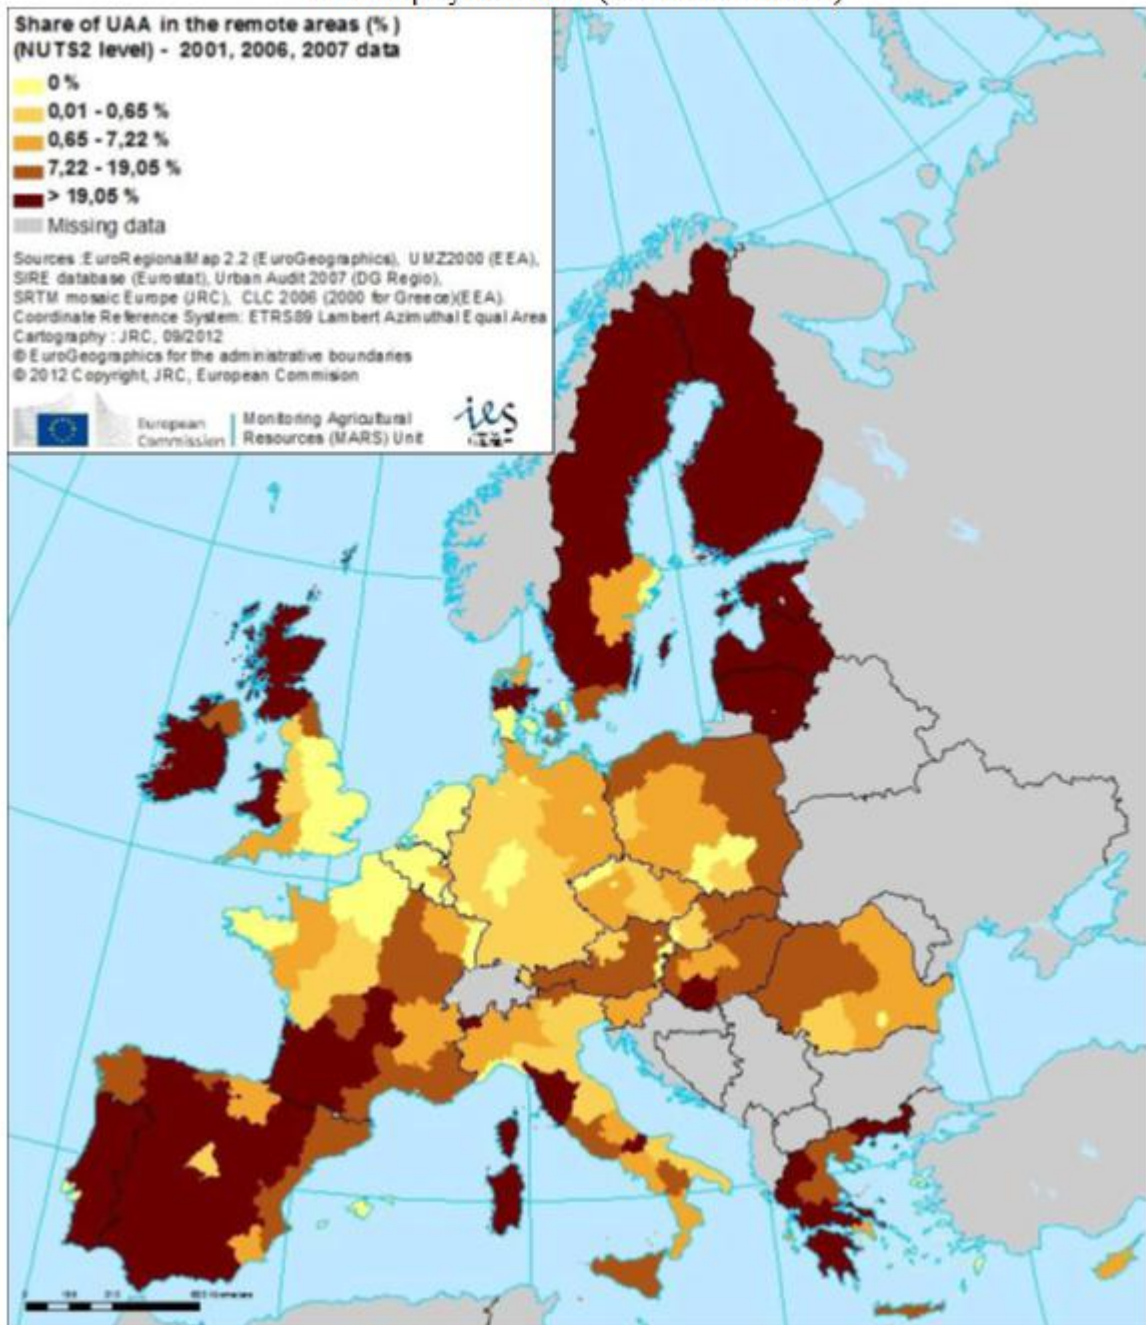 Share of UAA in the remote areas (%)
(NUTS2 level) - 2001, 2006, 2007 data
0 %
0,01 - 0,65 %
0,65 - 7,22 %
7,22 - 19,05 %
> 19,05 %
Missing data
Sources :EuroRegionalMap 2.2 (EuroGeographics), UMZ2000 (EEA),
SIRE database (Eurostat), Urban Audit 2007 (DG Regio),
SRTM mosaic Europe (JRC), CLC 2006 (2000 for Greece)(EEA).
Coordinate Reference System: ETRS89 Lambert Azimuthal Equal Area
Cartography : JRC, 09/2012
© EuroGeographics for the administrative boundaries
© 2012 Copyright, JRC, European Commision
European
Commission
Monitoring Agricultural
Resources (MARS) Unit
ies